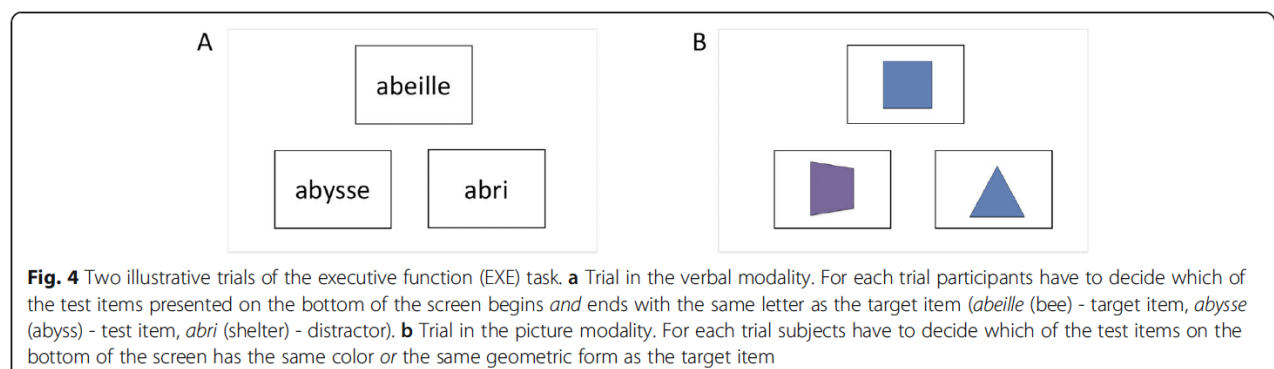 A
B
abeille
abysse
abri
Fig. 4 Two illustrative trials of the executive function (EXE) task. a Trial in the verbal modality. For each trial participants have to decide which of
the test items presented on the bottom of the screen begins and ends with the same letter as the target item (abeille (bee) - target item, abysse
(abyss) - test item, abri (shelter) - distractor). b Trial in the picture modality. For each trial subjects have to decide which of the test items on the
bottom of the screen has the same color or the same geometric form as the target item